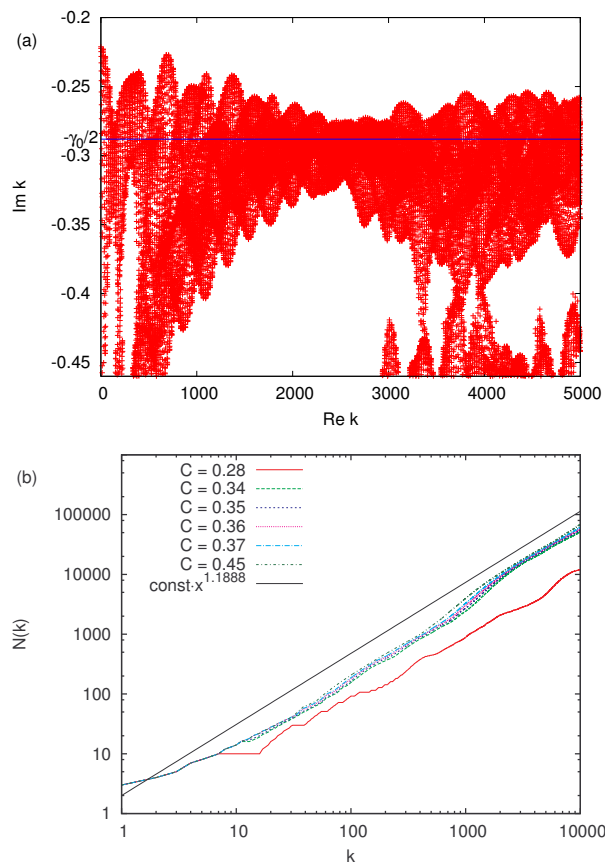 (a)
-0.2
-0.25
-γ₀/2
-0.3
-0.35
-0.4
-0.45
Im k
0 1000 2000 3000 4000 5000
Re k
(b)
C = 0.28
C = 0.34
C = 0.35
C = 0.36
C = 0.37
C = 0.45
const·x^1.1888
100000
10000
1000
100
10
1
N(k)
1 10 100 1000 10000
k